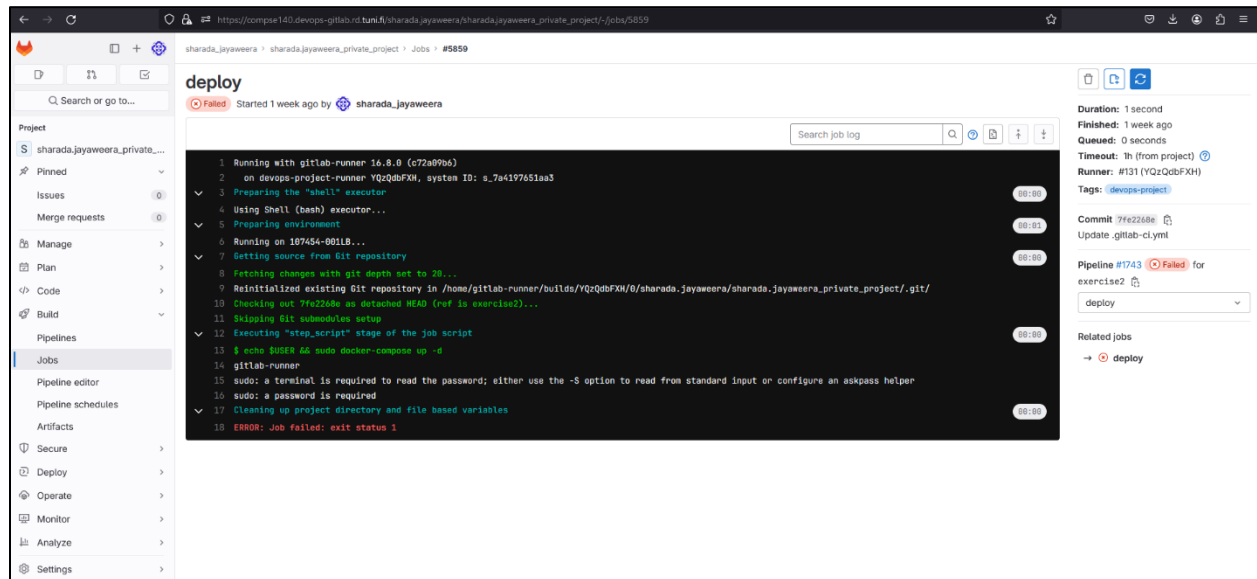 https://compse140.devops-gitlab.rd.tuni.fi/sharada.jayaweera/sharada.jayaweera_private_project/-/jobs/5859
Search or go to...
Project
S sharada.jayaweera_private_...
Pinned
Issues 0
Merge requests 0
Manage
Plan
Code
Build
Pipelines
Jobs
Pipeline editor
Pipeline schedules
Artifacts
Secure
Deploy
Operate
Monitor
Analyze
Settings
sharada_jayaweera › sharada.jayaweera_private_project › Jobs › #5859
deploy
Failed Started 1 week ago by sharada_jayaweera
Search job log
1 Running with gitlab-runner 16.8.0 (c72a09b6)
2 on devops-project-runner YQzQdbFXH, system ID: s_7a4197651aa3
3 Preparing the "shell" executor 00:00
4 Using Shell (bash) executor...
5 Preparing environment 00:01
6 Running on 107454-001LB...
7 Getting source from Git repository 00:00
8 Fetching changes with git depth set to 20...
9 Reinitialized existing Git repository in /home/gitlab-runner/builds/YQzQdbFXH/0/sharada.jayaweera/sharada.jayaweera_private_project/.git/
10 Checking out 7fe2268e as detached HEAD (ref is exercise2)...
11 Skipping Git submodules setup
12 Executing "step_script" stage of the job script 00:00
13 $ echo $USER && sudo docker-compose up -d
14 gitlab-runner
15 sudo: a terminal is required to read the password; either use the -S option to read from standard input or configure an askpass helper
16 sudo: a password is required
17 Cleaning up project directory and file based variables 00:00
18 ERROR: Job failed: exit status 1
Duration: 1 second
Finished: 1 week ago
Queued: 0 seconds
Timeout: 1h (from project)
Runner: #131 (YQzQdbFXH)
Tags: devops-project
Commit 7fe2268e
Update .gitlab-ci.yml
Pipeline #1743 Failed for
exercise2
deploy
Related jobs
→ deploy